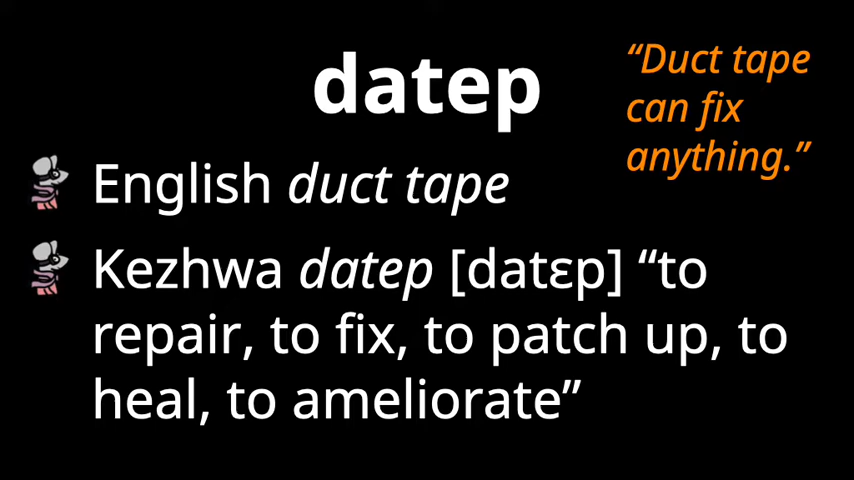 datep
“Duct tape
can fix
anything.”
English duct tape
Kezhwa datep [datɛp] “to
repair, to fix, to patch up, to
heal, to ameliorate”